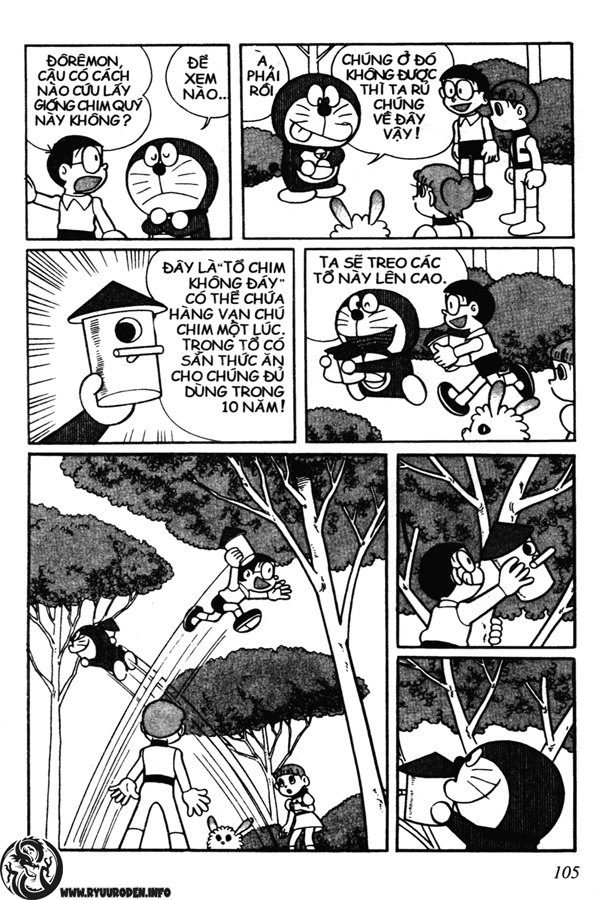 ĐÔRÊMON,
CẬU CÓ CÁCH
NÀO CỨU LẤY
GIỐNG CHIM QUÝ
NÀY KHÔNG?
ĐỂ
XEM
NÀO...
À,
PHẢI
RỒI
CHÚNG Ở ĐÓ
KHÔNG ĐƯỢC
THÌ TA RỦ
CHÚNG
VỀ ĐÂY
VẬY!
ĐÂY LÀ "TỔ CHIM
KHÔNG ĐÁY"
CÓ THỂ CHỨA
HÀNG VẠN CHÚ
CHIM MỘT LÚC.
TRONG TỔ CÓ
SẴN THỨC ĂN
CHO CHÚNG ĐỦ
DÙNG TRONG
10 NĂM!
TA SẼ TREO CÁC
TỔ NÀY LÊN CAO.
WWW.RYUURODEN.INFO
105